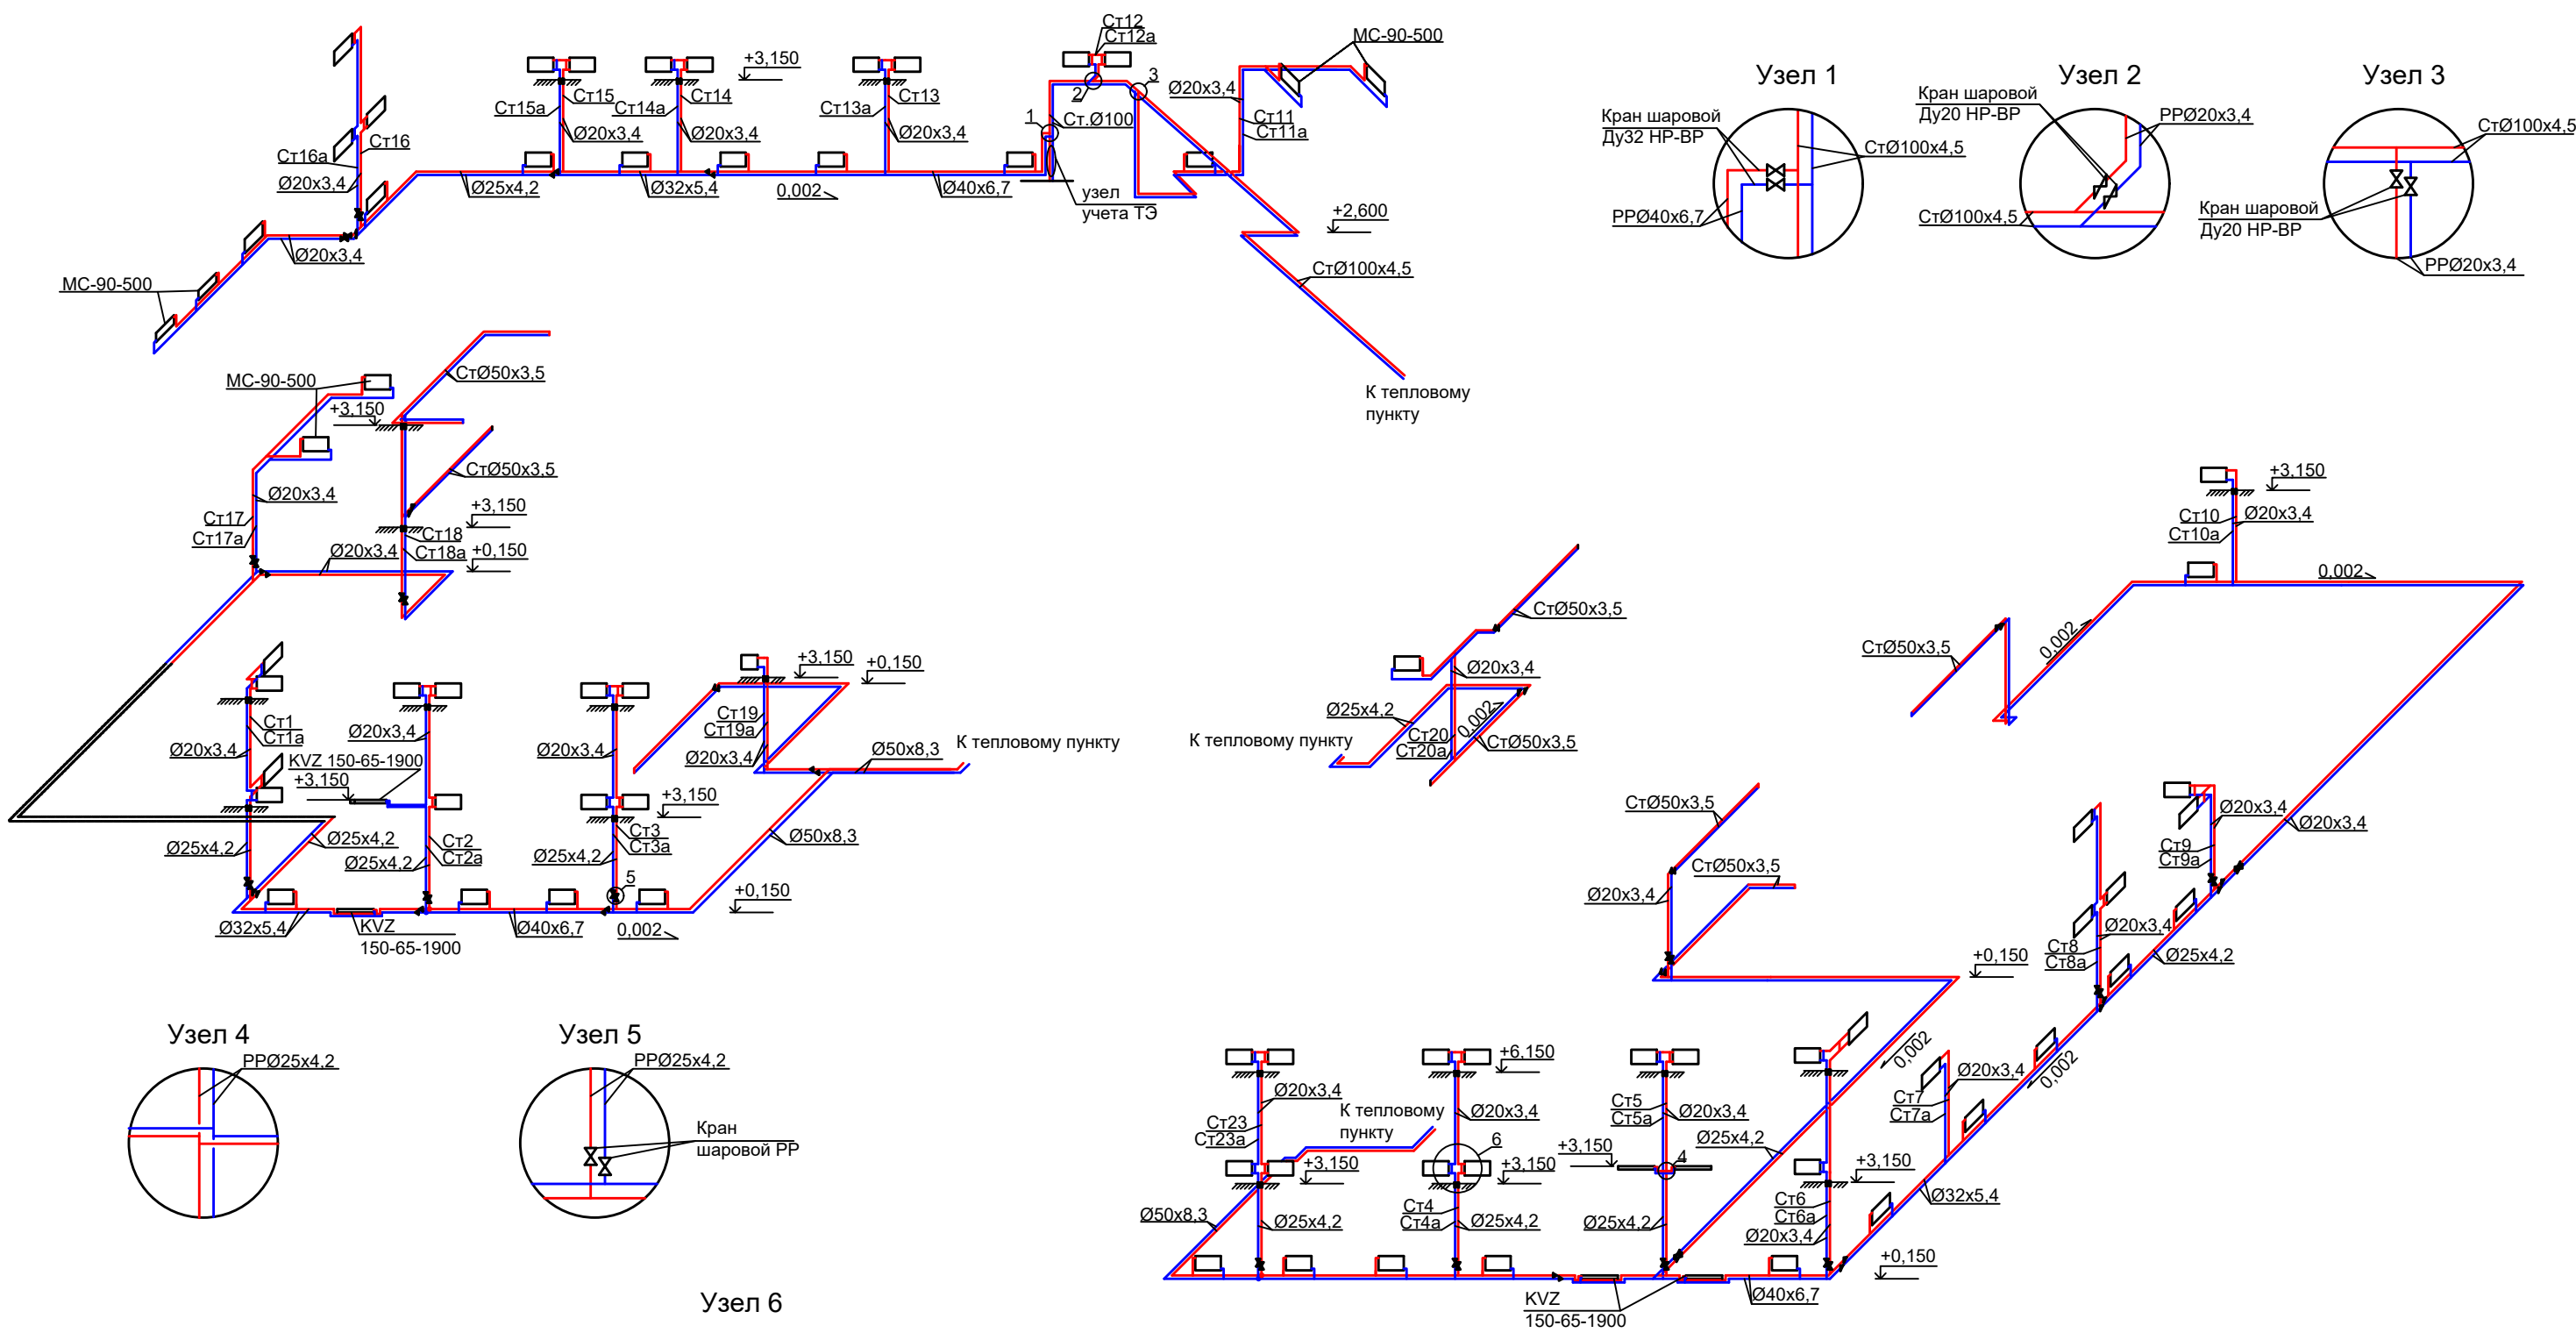 Ст12
Ст12а
МС-90-500
+3,150
Ст15
Ст15а
Ø20х3,4
Ст14
Ст14а
Ø20х3,4
Ст13
Ст13а
Ø20х3,4
1
2
3
Ст.Ø100
Ø20х3,4
Ст11
Ст11а
Ст16
Ст16а
Ø20х3,4
Ø25х4,2
Ø32х5,4
0,002
Ø40х6,7
узел
учета ТЭ
+2,600
СтØ100х4,5
К тепловому
пункту
Ø20х3,4
МС-90-500
Узел 1
Кран шаровой
Ду32 НР-ВР
СтØ100х4,5
РРØ40х6,7
Узел 2
Кран шаровой
Ду20 НР-ВР
РРØ20х3,4
СтØ100х4,5
Узел 3
СтØ100х4,5
Кран шаровой
Ду20 НР-ВР
РРØ20х3,4
СтØ50х3,5
МС-90-500
+3,150
СтØ50х3,5
Ø20х3,4
Ст17
Ст17а
+3,150
Ст18
Ст18а
+0,150
Ø20х3,4
Ст1
Ст1а
Ø20х3,4
KVZ 150-65-1900
+3,150
Ø20х3,4
Ø25х4,2
Ø25х4,2
Ст2
Ст2а
Ø25х4,2
Ø20х3,4
+3,150
Ст3
Ст3а
Ø25х4,2
5
+3,150
+0,150
Ст19
Ст19а
Ø20х3,4
Ø50х8,3
К тепловому пункту
Ø50х8,3
+0,150
Ø32х5,4
KVZ
150-65-1900
Ø40х6,7
0,002
СтØ50х3,5
Ø20х3,4
Ø25х4,2
0,002
Ст20
Ст20а
СтØ50х3,5
К тепловому пункту
+3,150
Ст10
Ст10а
Ø20х3,4
0,002
СтØ50х3,5
0,002
СтØ50х3,5
СтØ50х3,5
Ø20х3,4
+0,150
Ø20х3,4
Ø20х3,4
Ст9
Ст9а
Ø20х3,4
Ст8
Ст8а
Ø25х4,2
0,002
0,002
Ø20х3,4
Ст7
Ст7а
Ø32х5,4
Узел 4
РРØ25х4,2
Узел 5
РРØ25х4,2
Кран
шаровой РР
Узел 6
+6,150
Ø20х3,4
Ст23
Ст23а
К тепловому
пункту
+3,150
Ø50х8,3
Ø25х4,2
Ø20х3,4
6
+3,150
Ст4
Ст4а
Ø25х4,2
Ст5
Ст5а
Ø20х3,4
+3,150
4
Ø25х4,2
Ø25х4,2
+3,150
Ст6
Ст6а
Ø20х3,4
+0,150
KVZ
150-65-1900
Ø40х6,7